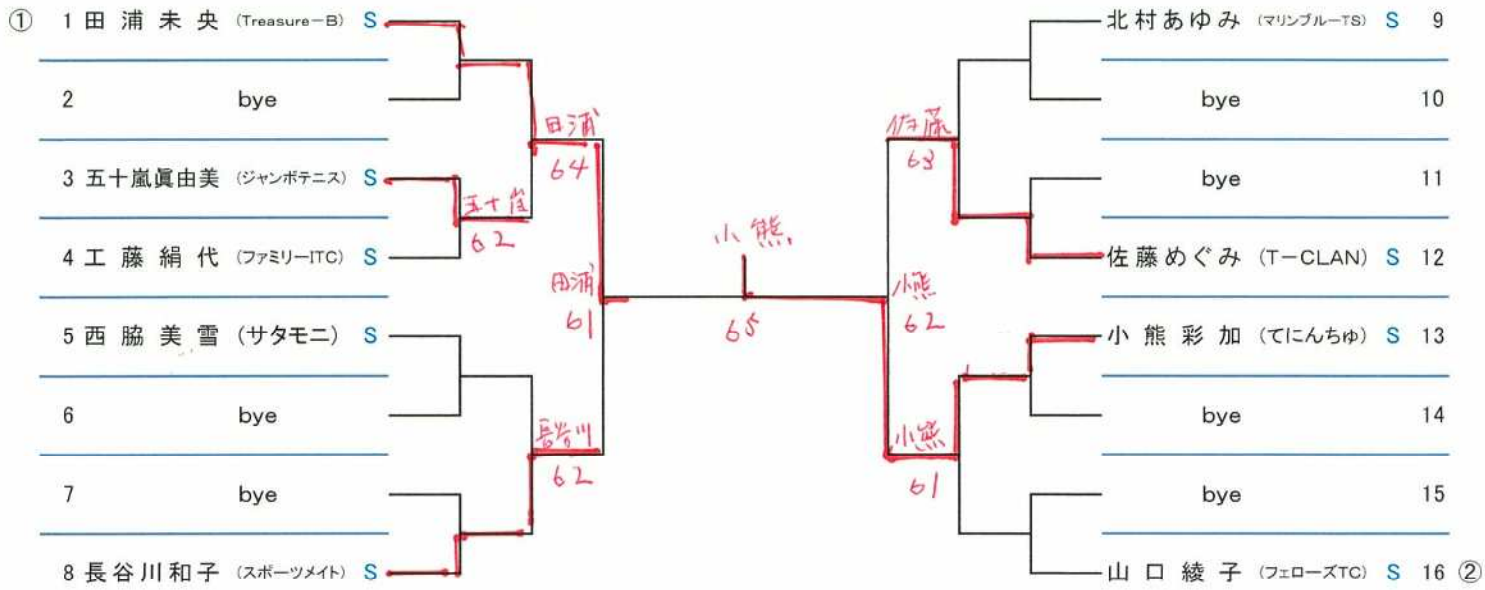 ① 1 田浦未央 (Treasure-B) S
2 bye
3 五十嵐眞由美 (ジャンボテニス) S
4 工藤絹代 (ファミリーITC) S
5 西脇美雪 (サタモニ) S
6 bye
7 bye
8 長谷川和子 (スポーツメイト) S
五十嵐
62
田浦
64
長谷川
62
田浦
61
小熊
65
佐藤
63
小熊
62
小熊
61
北村あゆみ (マリンブルーTS) S 9
bye 10
bye 11
佐藤めぐみ (T-CLAN) S 12
小熊彩加 (てにんちゅ) S 13
bye 14
bye 15
山口綾子 (フェローズTC) S 16 ②